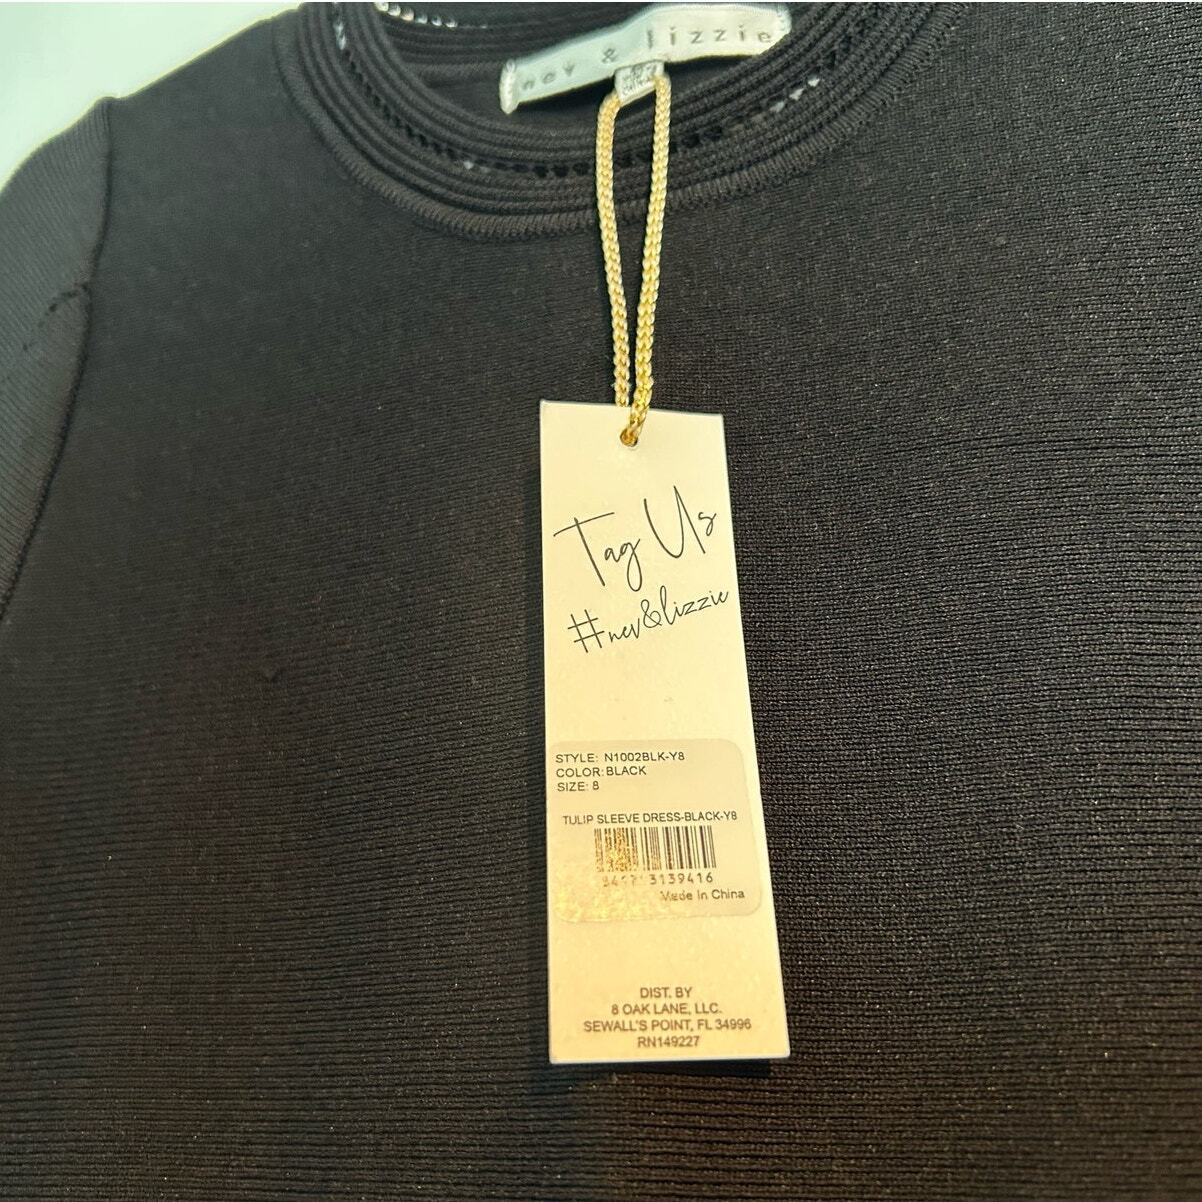 nev & lizzie
Tag Us
#nev&lizzie
STYLE: N1002BLK-Y8
COLOR: BLACK
SIZE: 8
TULIP SLEEVE DRESS-BLACK-Y8
3139416
Made In China
DIST. BY
8 OAK LANE, LLC.
SEWALL'S POINT, FL 34996
RN149227